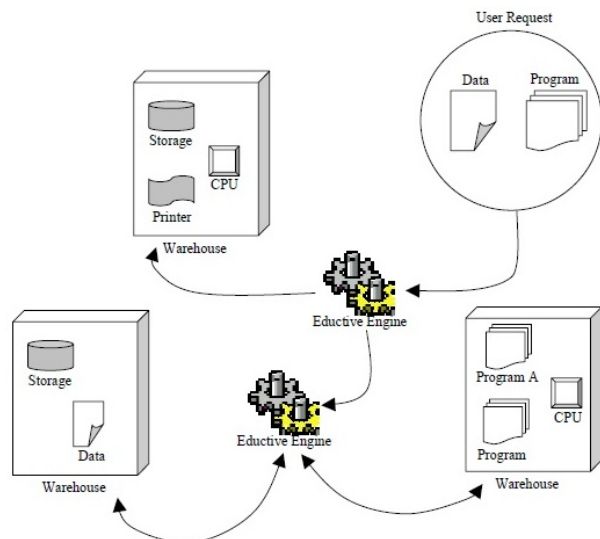 User Request
Data
Program
Storage
CPU
Printer
Warehouse
Eductive Engine
Storage
Data
Warehouse
Eductive Engine
Program A
CPU
Program
Warehouse